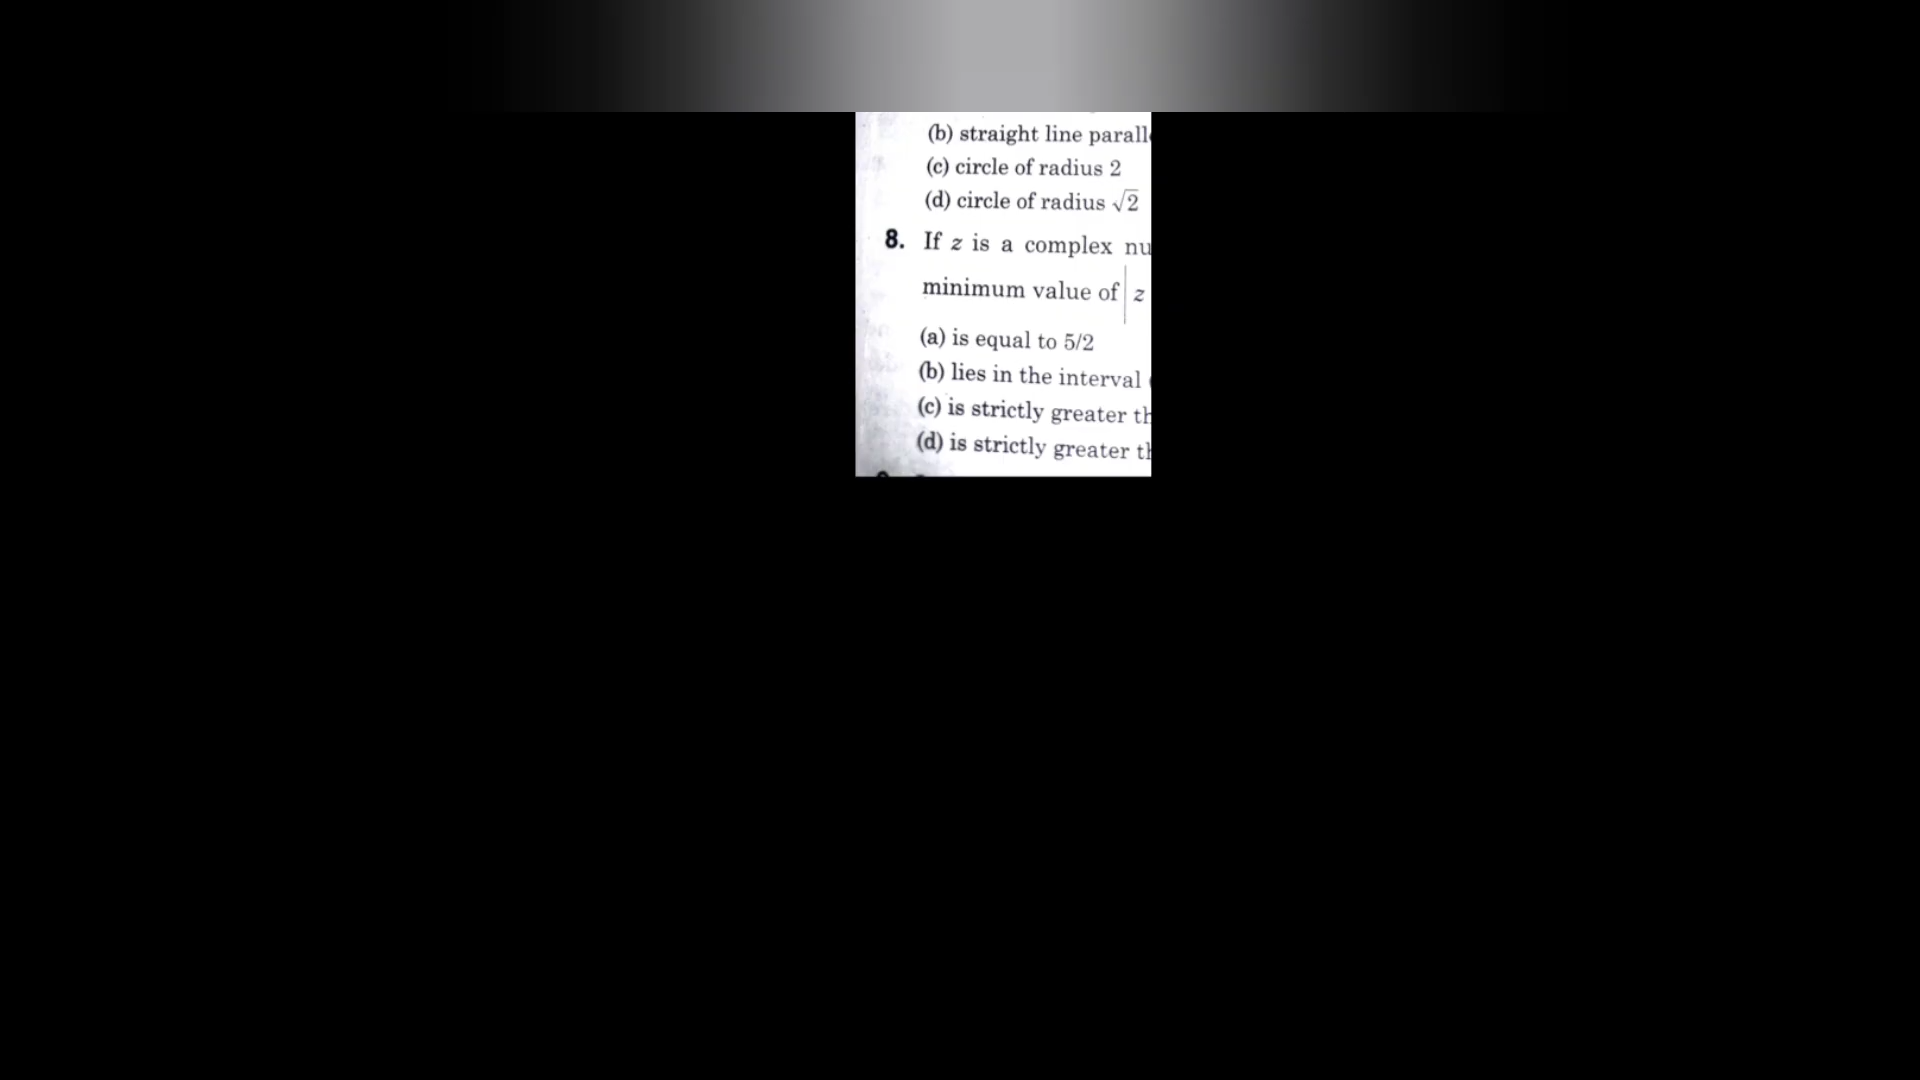 (b) straight line parall
(c) circle of radius 2
(d) circle of radius √2
8. If z is a complex nu
minimum value of | z
(a) is equal to 5/2
(b) lies in the interval
(c) is strictly greater th
(d) is strictly greater th